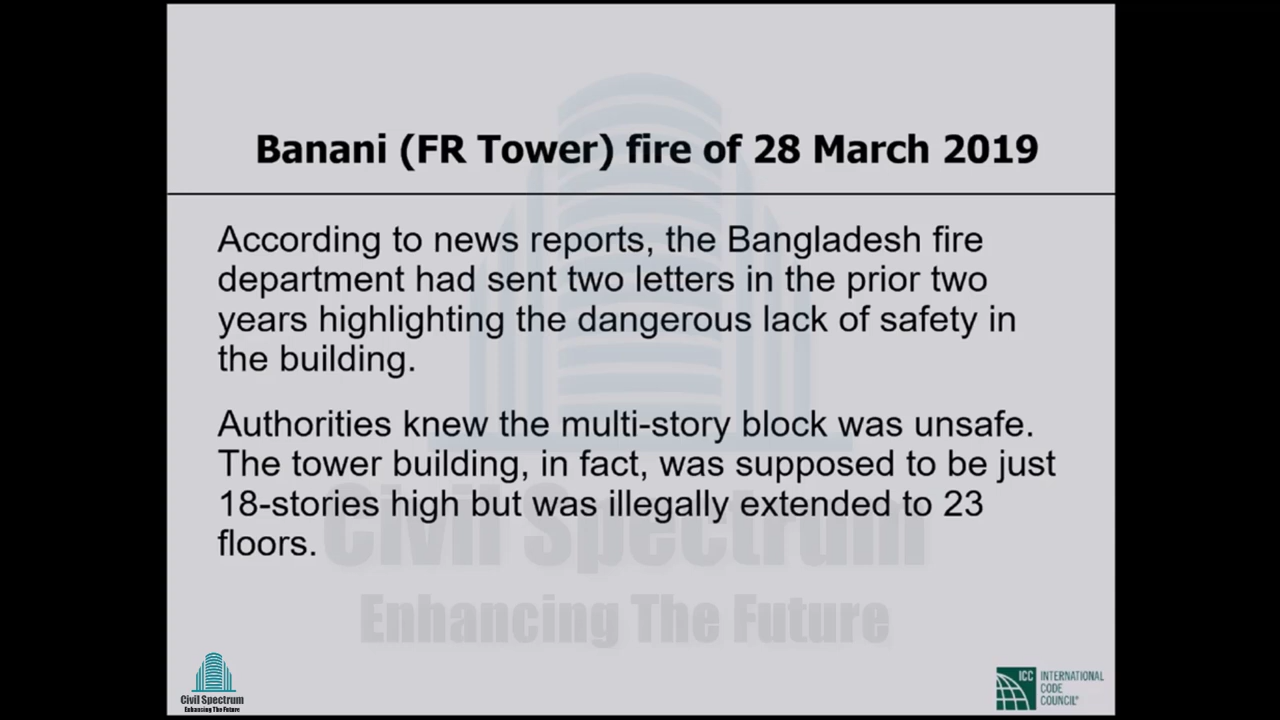 Banani (FR Tower) fire of 28 March 2019
According to news reports, the Bangladesh fire
department had sent two letters in the prior two
years highlighting the dangerous lack of safety in
the building.
Authorities knew the multi-story block was unsafe.
The tower building, in fact, was supposed to be just
18-stories high but was illegally extended to 23
floors.
Civil Spectrum
Enhancing The Future
Civil Spectrum
Enhancing The Future
ICC
INTERNATIONAL
CODE
COUNCIL®